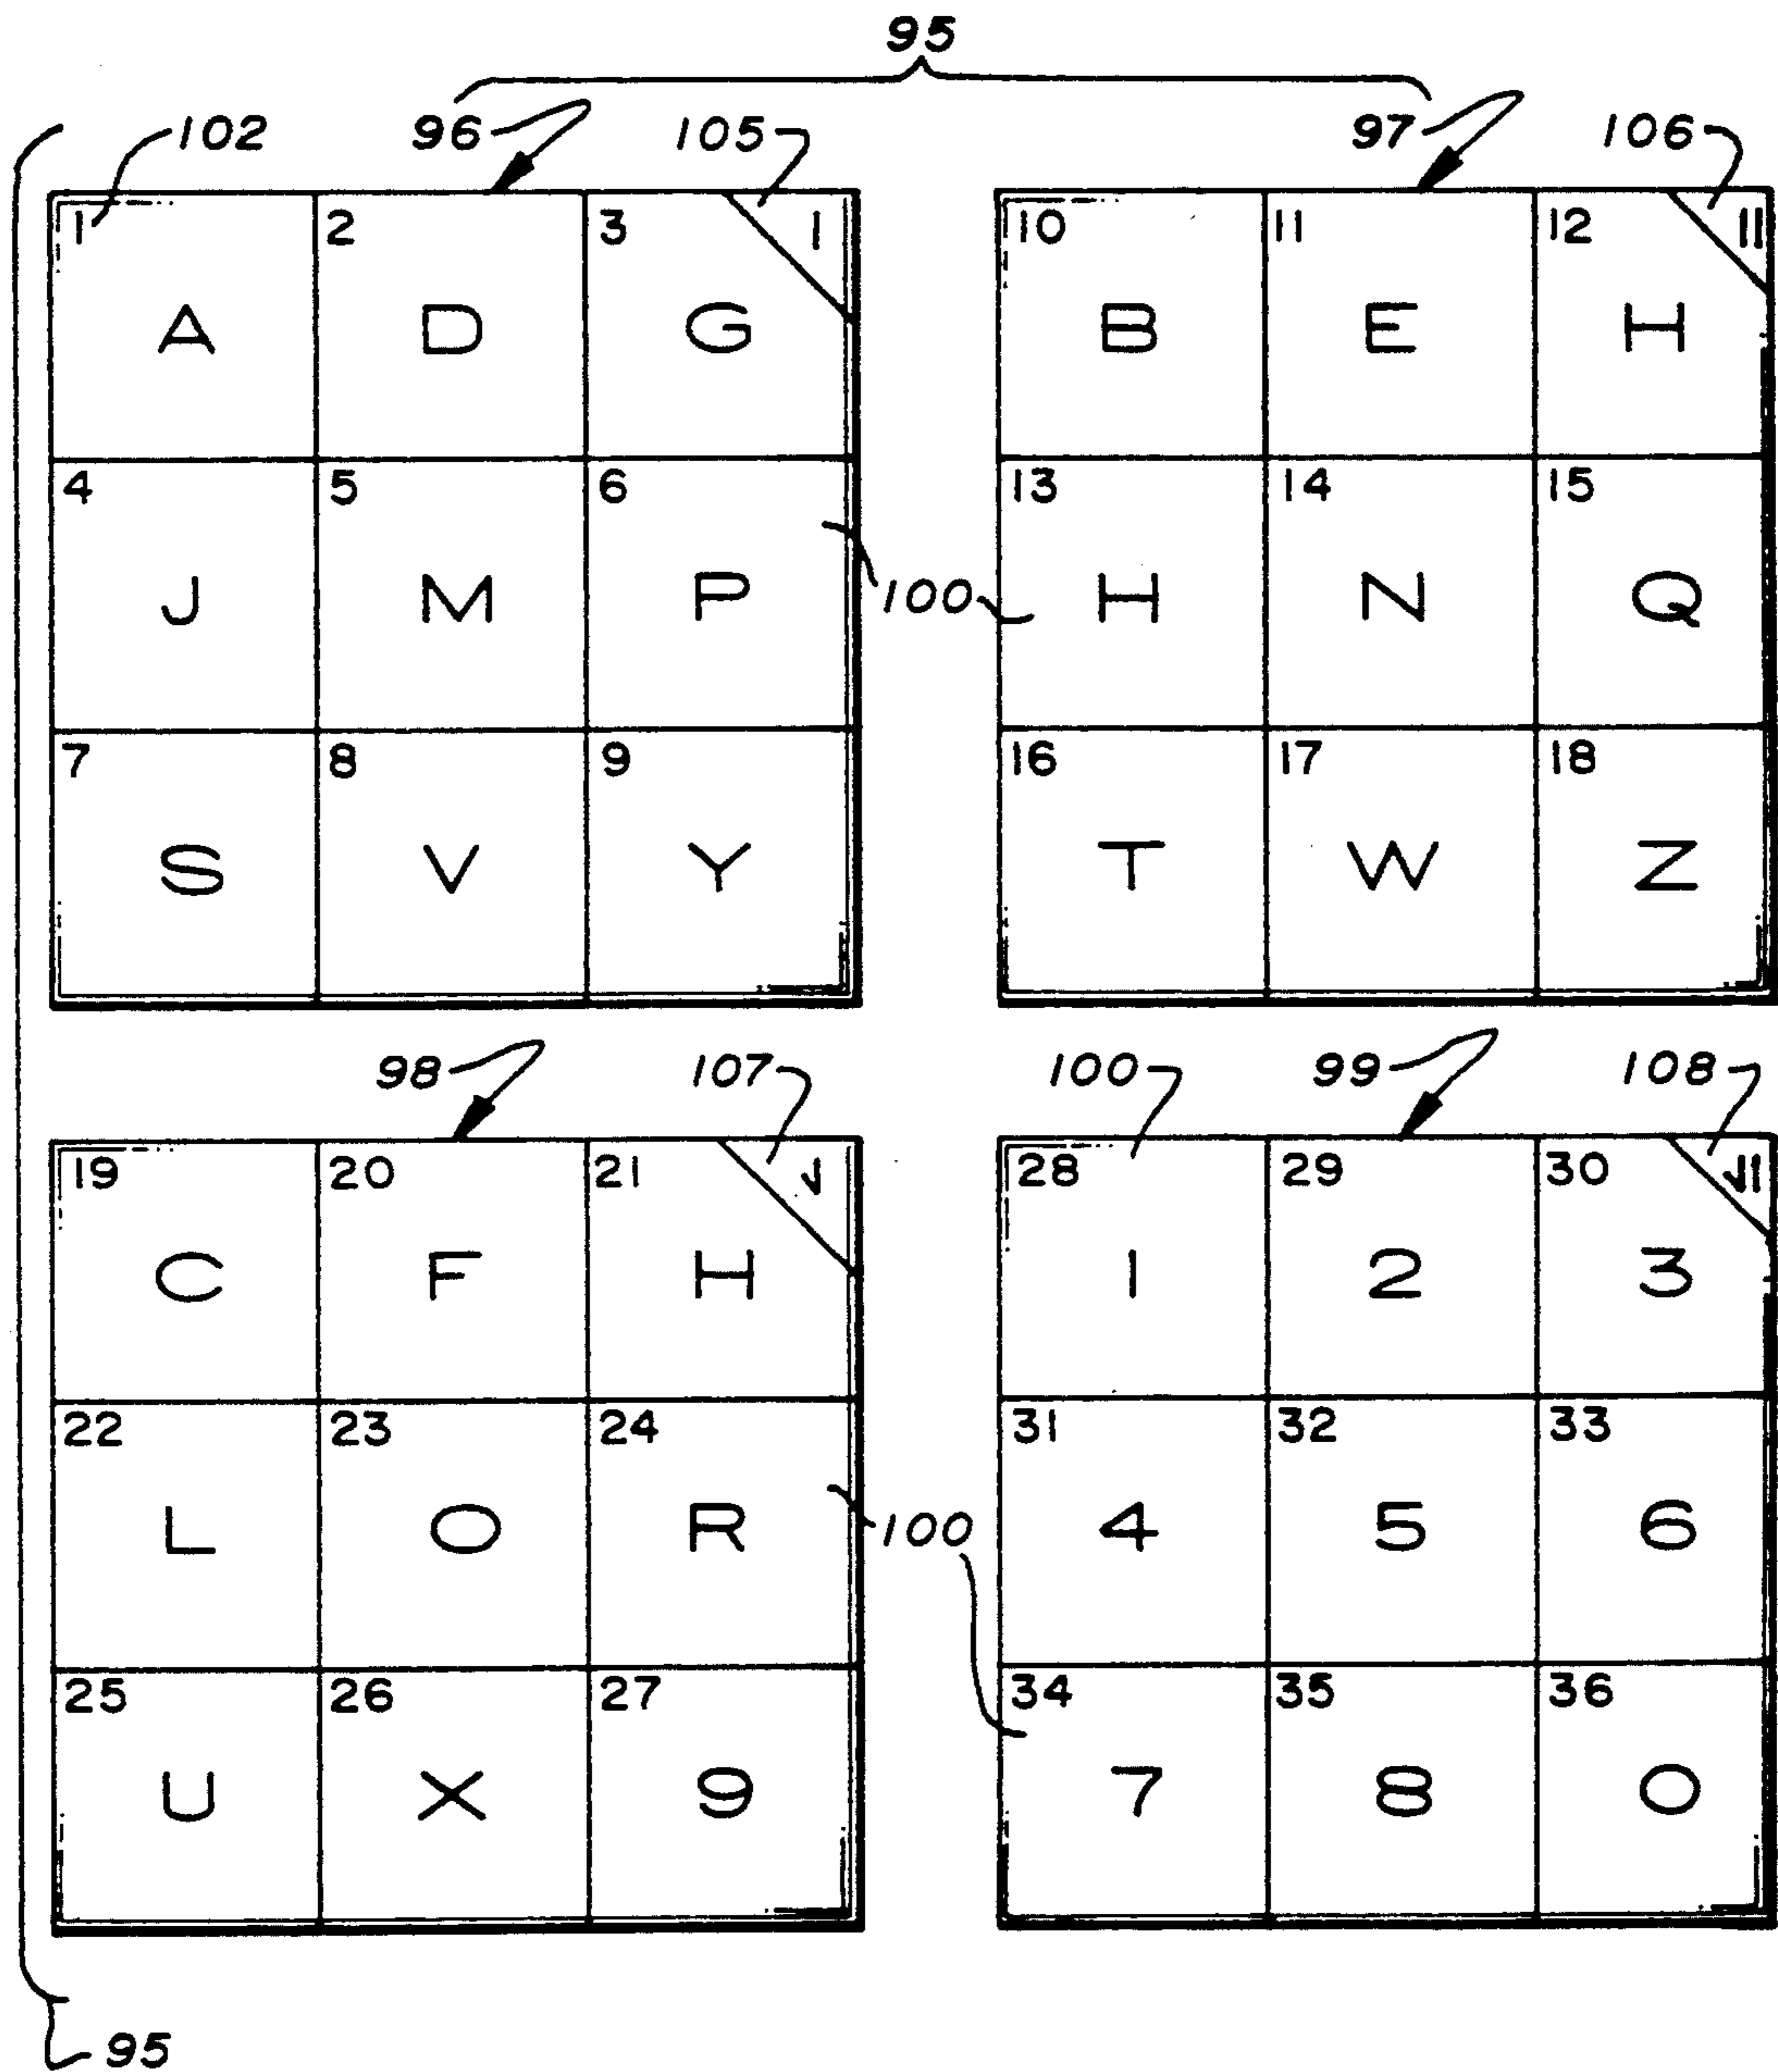 95
102 96 105 97 106
1 2 3 I 10 11 12 II
A D G B E H
4 5 6 13 14 15
J M P 100 H N Q
7 8 9 16 17 18
S V Y T W Z
98 107 100 99 108
19 20 21 28 29 30
C F H 1 2 3
22 23 24 31 32 33
L O R 100 4 5 6
25 26 27 34 35 36
U X 9 7 8 0
95